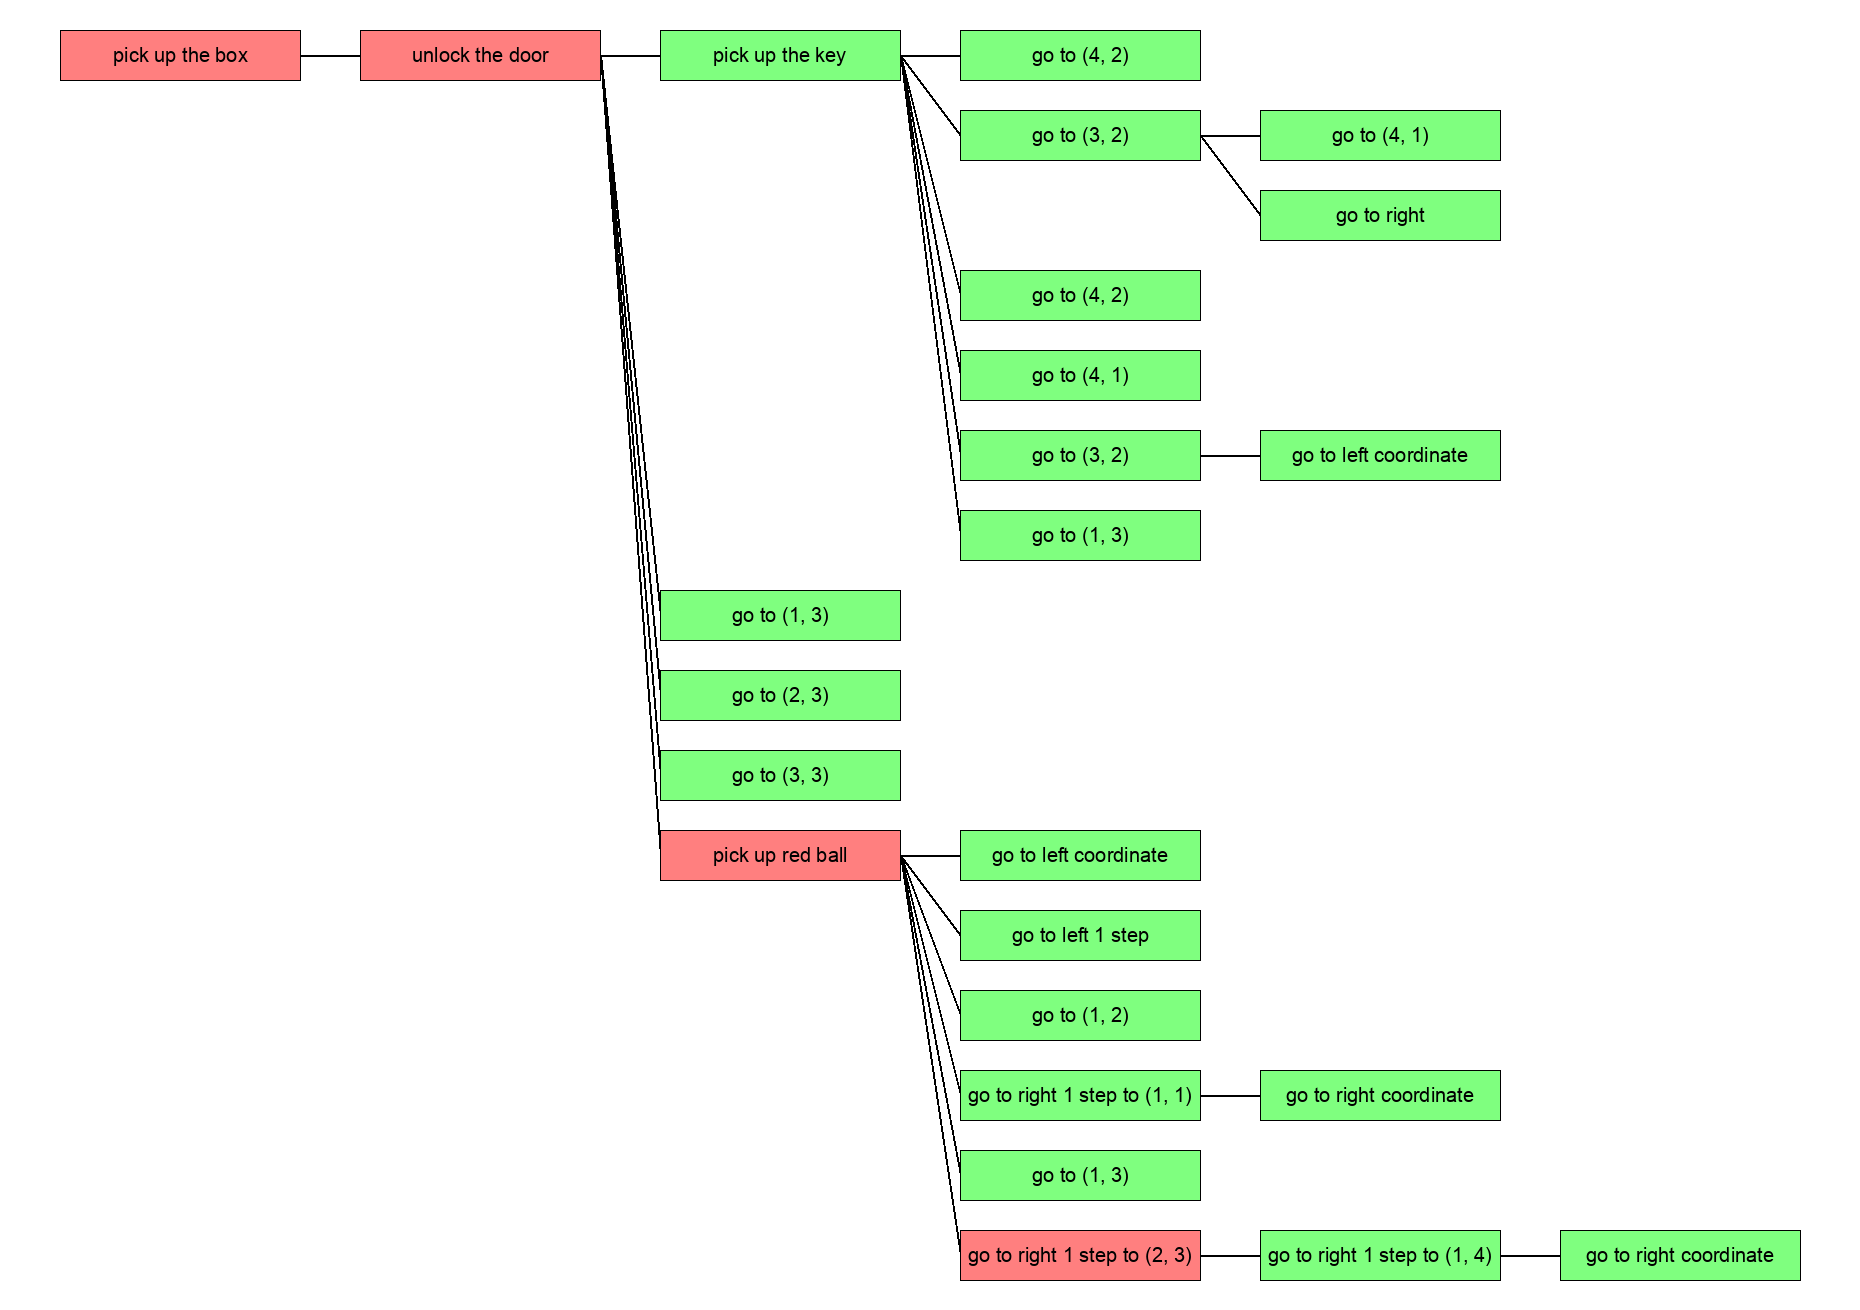 pick up the box
unlock the door
pick up the key
go to (4, 2)
go to (3, 2)
go to (4, 1)
go to right
go to (4, 2)
go to (4, 1)
go to (3, 2)
go to left coordinate
go to (1, 3)
go to (1, 3)
go to (2, 3)
go to (3, 3)
pick up red ball
go to left coordinate
go to left 1 step
go to (1, 2)
go to right 1 step to (1, 1)
go to right coordinate
go to (1, 3)
go to right 1 step to (2, 3)
go to right 1 step to (1, 4)
go to right coordinate